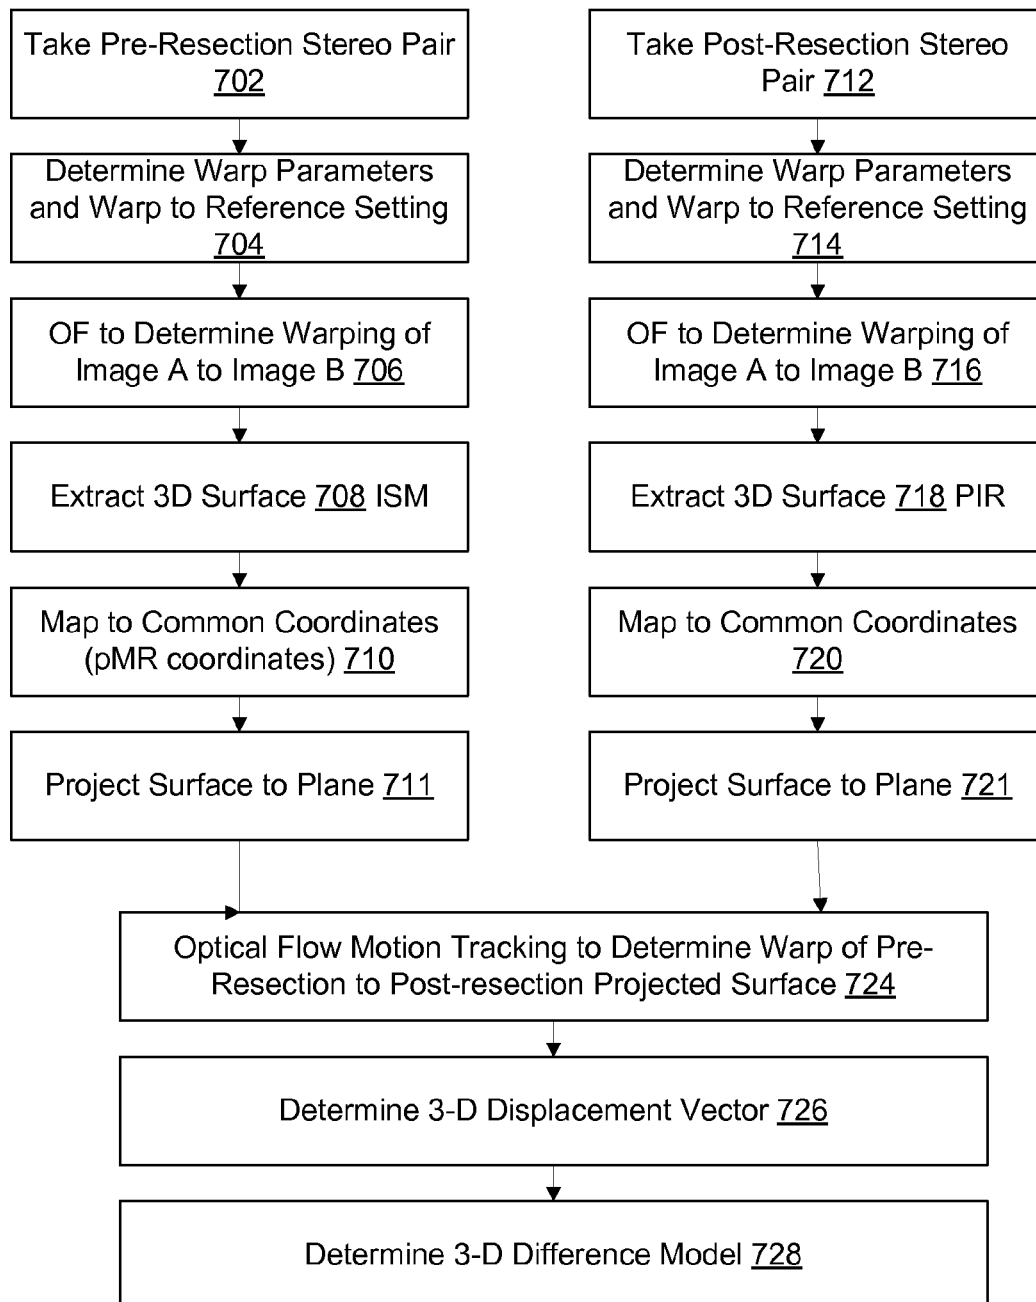 Take Pre-Resection Stereo Pair
702
Determine Warp Parameters
and Warp to Reference Setting
704
OF to Determine Warping of
Image A to Image B 706
Extract 3D Surface 708 ISM
Map to Common Coordinates
(pMR coordinates) 710
Project Surface to Plane 711
Take Post-Resection Stereo
Pair 712
Determine Warp Parameters
and Warp to Reference Setting
714
OF to Determine Warping of
Image A to Image B 716
Extract 3D Surface 718 PIR
Map to Common Coordinates
720
Project Surface to Plane 721
Optical Flow Motion Tracking to Determine Warp of Pre-
Resection to Post-resection Projected Surface 724
Determine 3-D Displacement Vector 726
Determine 3-D Difference Model 728